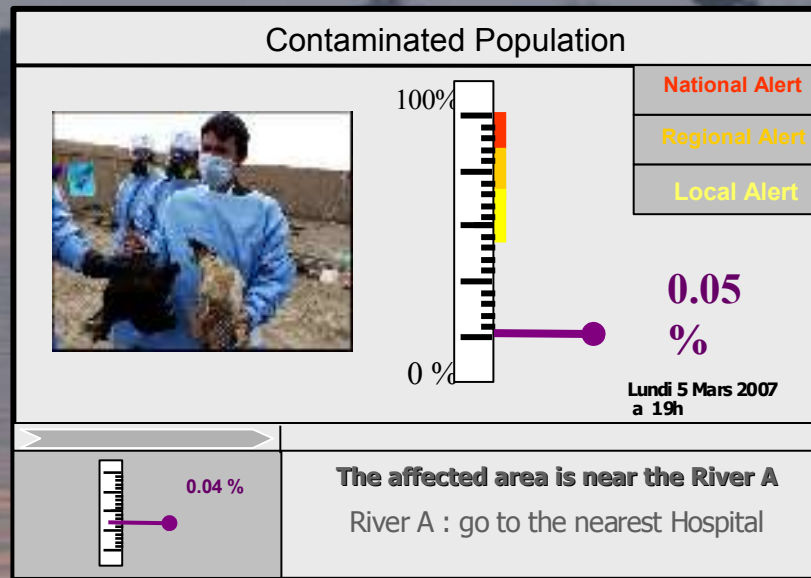 Contaminated Population
100%
National Alert
Regional Alert
Local Alert
0.05
%
0 %
Lundi 5 Mars 2007
a 19h
0.04 %
The affected area is near the River A
River A : go to the nearest Hospital